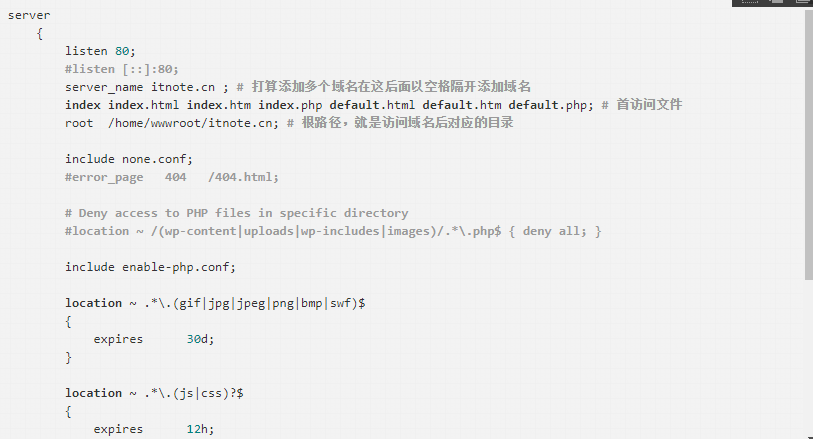 server
{
listen 80;
#listen [::]:80;
server_name itnote.cn ; # 打算添加多个域名在这后面以空格隔开添加域名
index index.html index.htm index.php default.html default.htm default.php; # 首访问文件
root  /home/wwwroot/itnote.cn; # 根路径，就是访问域名后对应的目录
include none.conf;
#error_page   404   /404.html;
# Deny access to PHP files in specific directory
#location ~ /(wp-content|uploads|wp-includes|images)/.*\.php$ { deny all; }
include enable-php.conf;
location ~ .*\.(gif|jpg|jpeg|png|bmp|swf)$
{
expires      30d;
}
location ~ .*\.(js|css)?$
{
expires      12h;